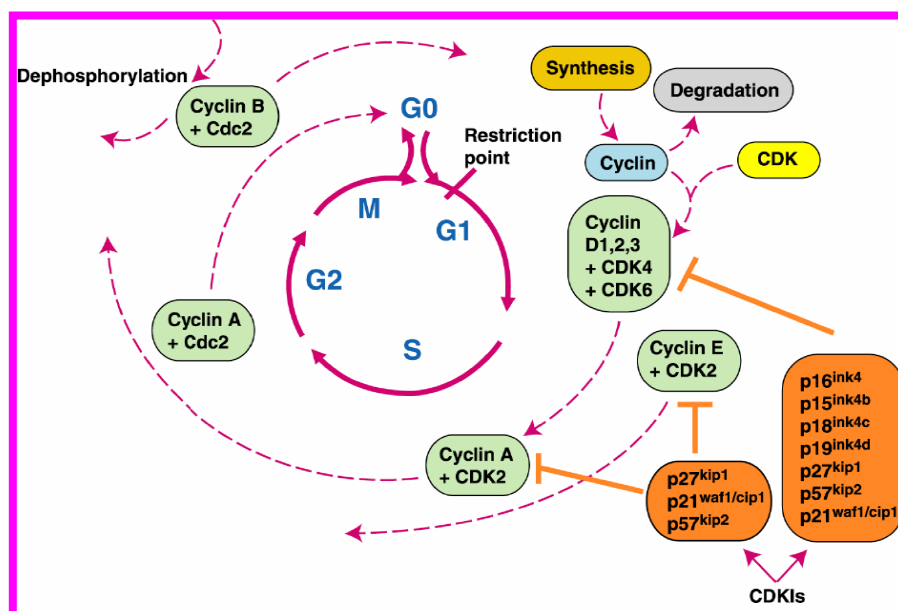 Dephosphorylation
Cyclin B
+ Cdc2
G0
Restriction
point
M
G1
G2
S
Cyclin A
+ Cdc2
Synthesis
Degradation
Cyclin
CDK
Cyclin
D1,2,3
+ CDK4
+ CDK6
Cyclin E
+ CDK2
Cyclin A
+ CDK2
p27kip1
p21waf1/cip1
p57kip2
p16ink4
p15ink4b
p18ink4c
p19ink4d
p27kip1
p57kip2
p21waf1/cip1
CDKIs